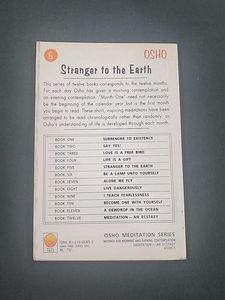 5
OSHO
Stranger to the Earth
This series of twelve books corresponds to the twelve months.
For each day Osho has given a morning contemplation and
an evening contemplation. "Month One" need not necessarily
be the beginning of the calendar year, but is the first month
you begin to read. These short, inspiring meditations have been
arranged to be read chronologically rather than randomly, as
Osho's understanding of life is developed through each month.
BOOK ONE SURRENDER TO EXISTENCE
BOOK TWO SAY YES!
BOOK THREE LOVE IS A FREE BIRD
BOOK FOUR LIFE IS A GIFT
BOOK FIVE STRANGER TO THE EARTH
BOOK SIX BE A LAMP UNTO YOURSELF
BOOK SEVEN ALONE WE FLY
BOOK EIGHT LIVE DANGEROUSLY
BOOK NINE I TEACH FEARLESSNESS
BOOK TEN BECOME ONE WITH YOURSELF
BOOK ELEVEN A DEWDROP IN THE OCEAN
BOOK TWELVE MEDITATION — AN ECSTASY
OSHO MEDITATION SERIES